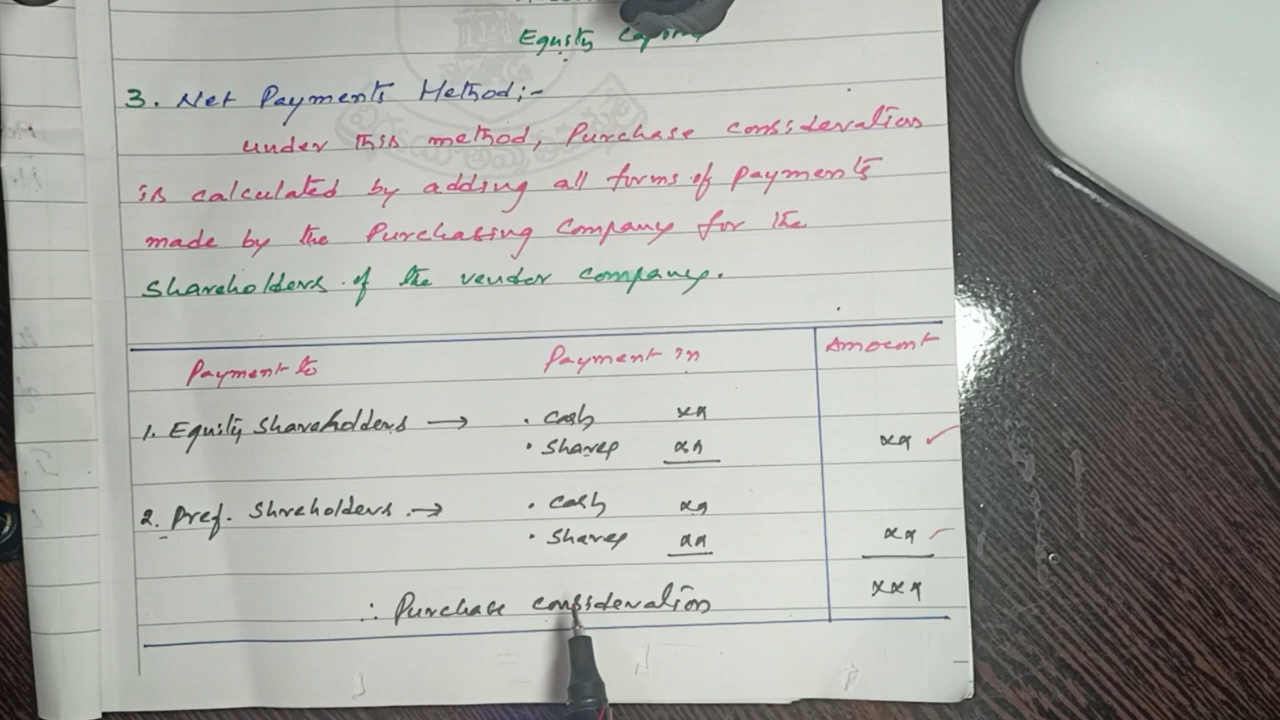 Equity Capital
3. Net Payments Method:-
under this method, Purchase consideration
is calculated by adding all forms of payments
made by the Purchasing Company for the
Shareholders of the vendor company.
Payment to Payment in Amount
1. Equity Shareholders → • Cash xx
• Shares xx xx ✓
2. Pref. Shreholders → • Cash xx
• Shares xx xx
∴ Purchase consideration xxx